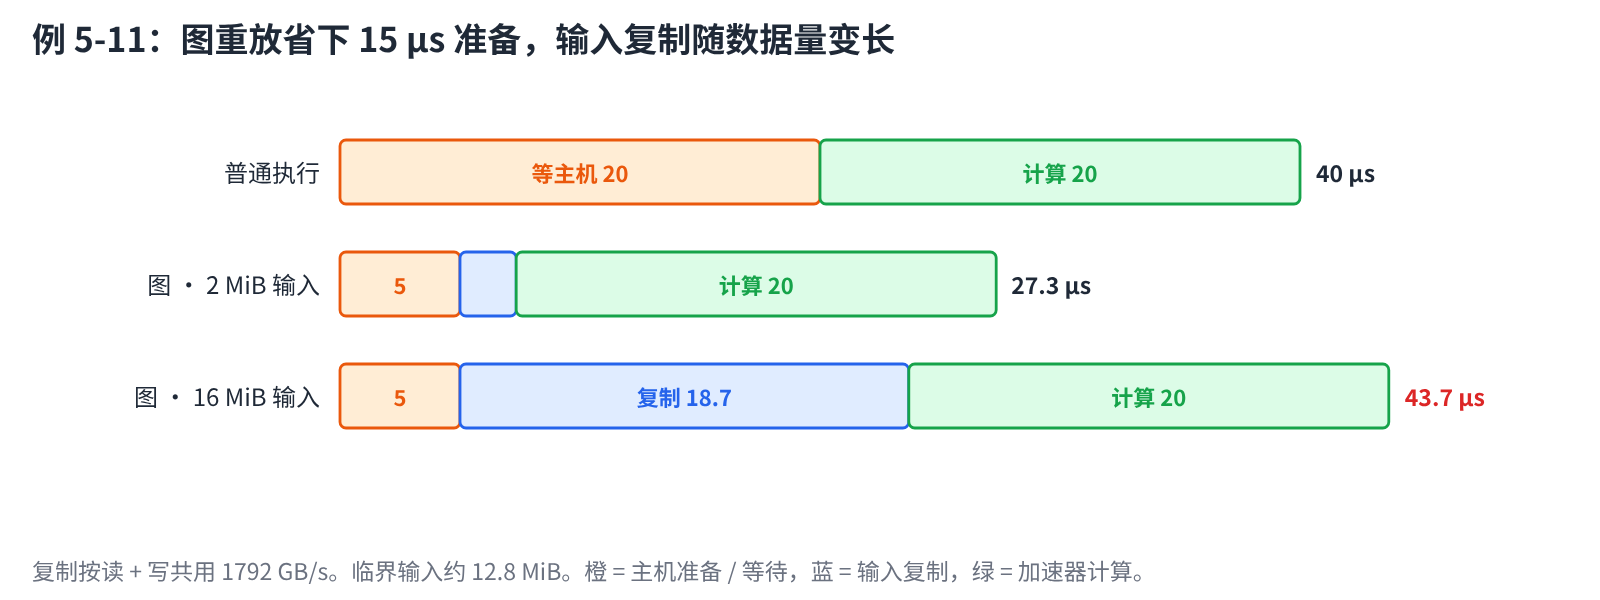 例 5-11：图重放省下 15 μs 准备，输入复制随数据量变长
普通执行 等主机 20 计算 20 40 μs
图 · 2 MiB 输入 5 计算 20 27.3 μs
图 · 16 MiB 输入 5 复制 18.7 计算 20 43.7 μs
复制按读 + 写共用 1792 GB/s。临界输入约 12.8 MiB。橙 = 主机准备 / 等待，蓝 = 输入复制，绿 = 加速器计算。